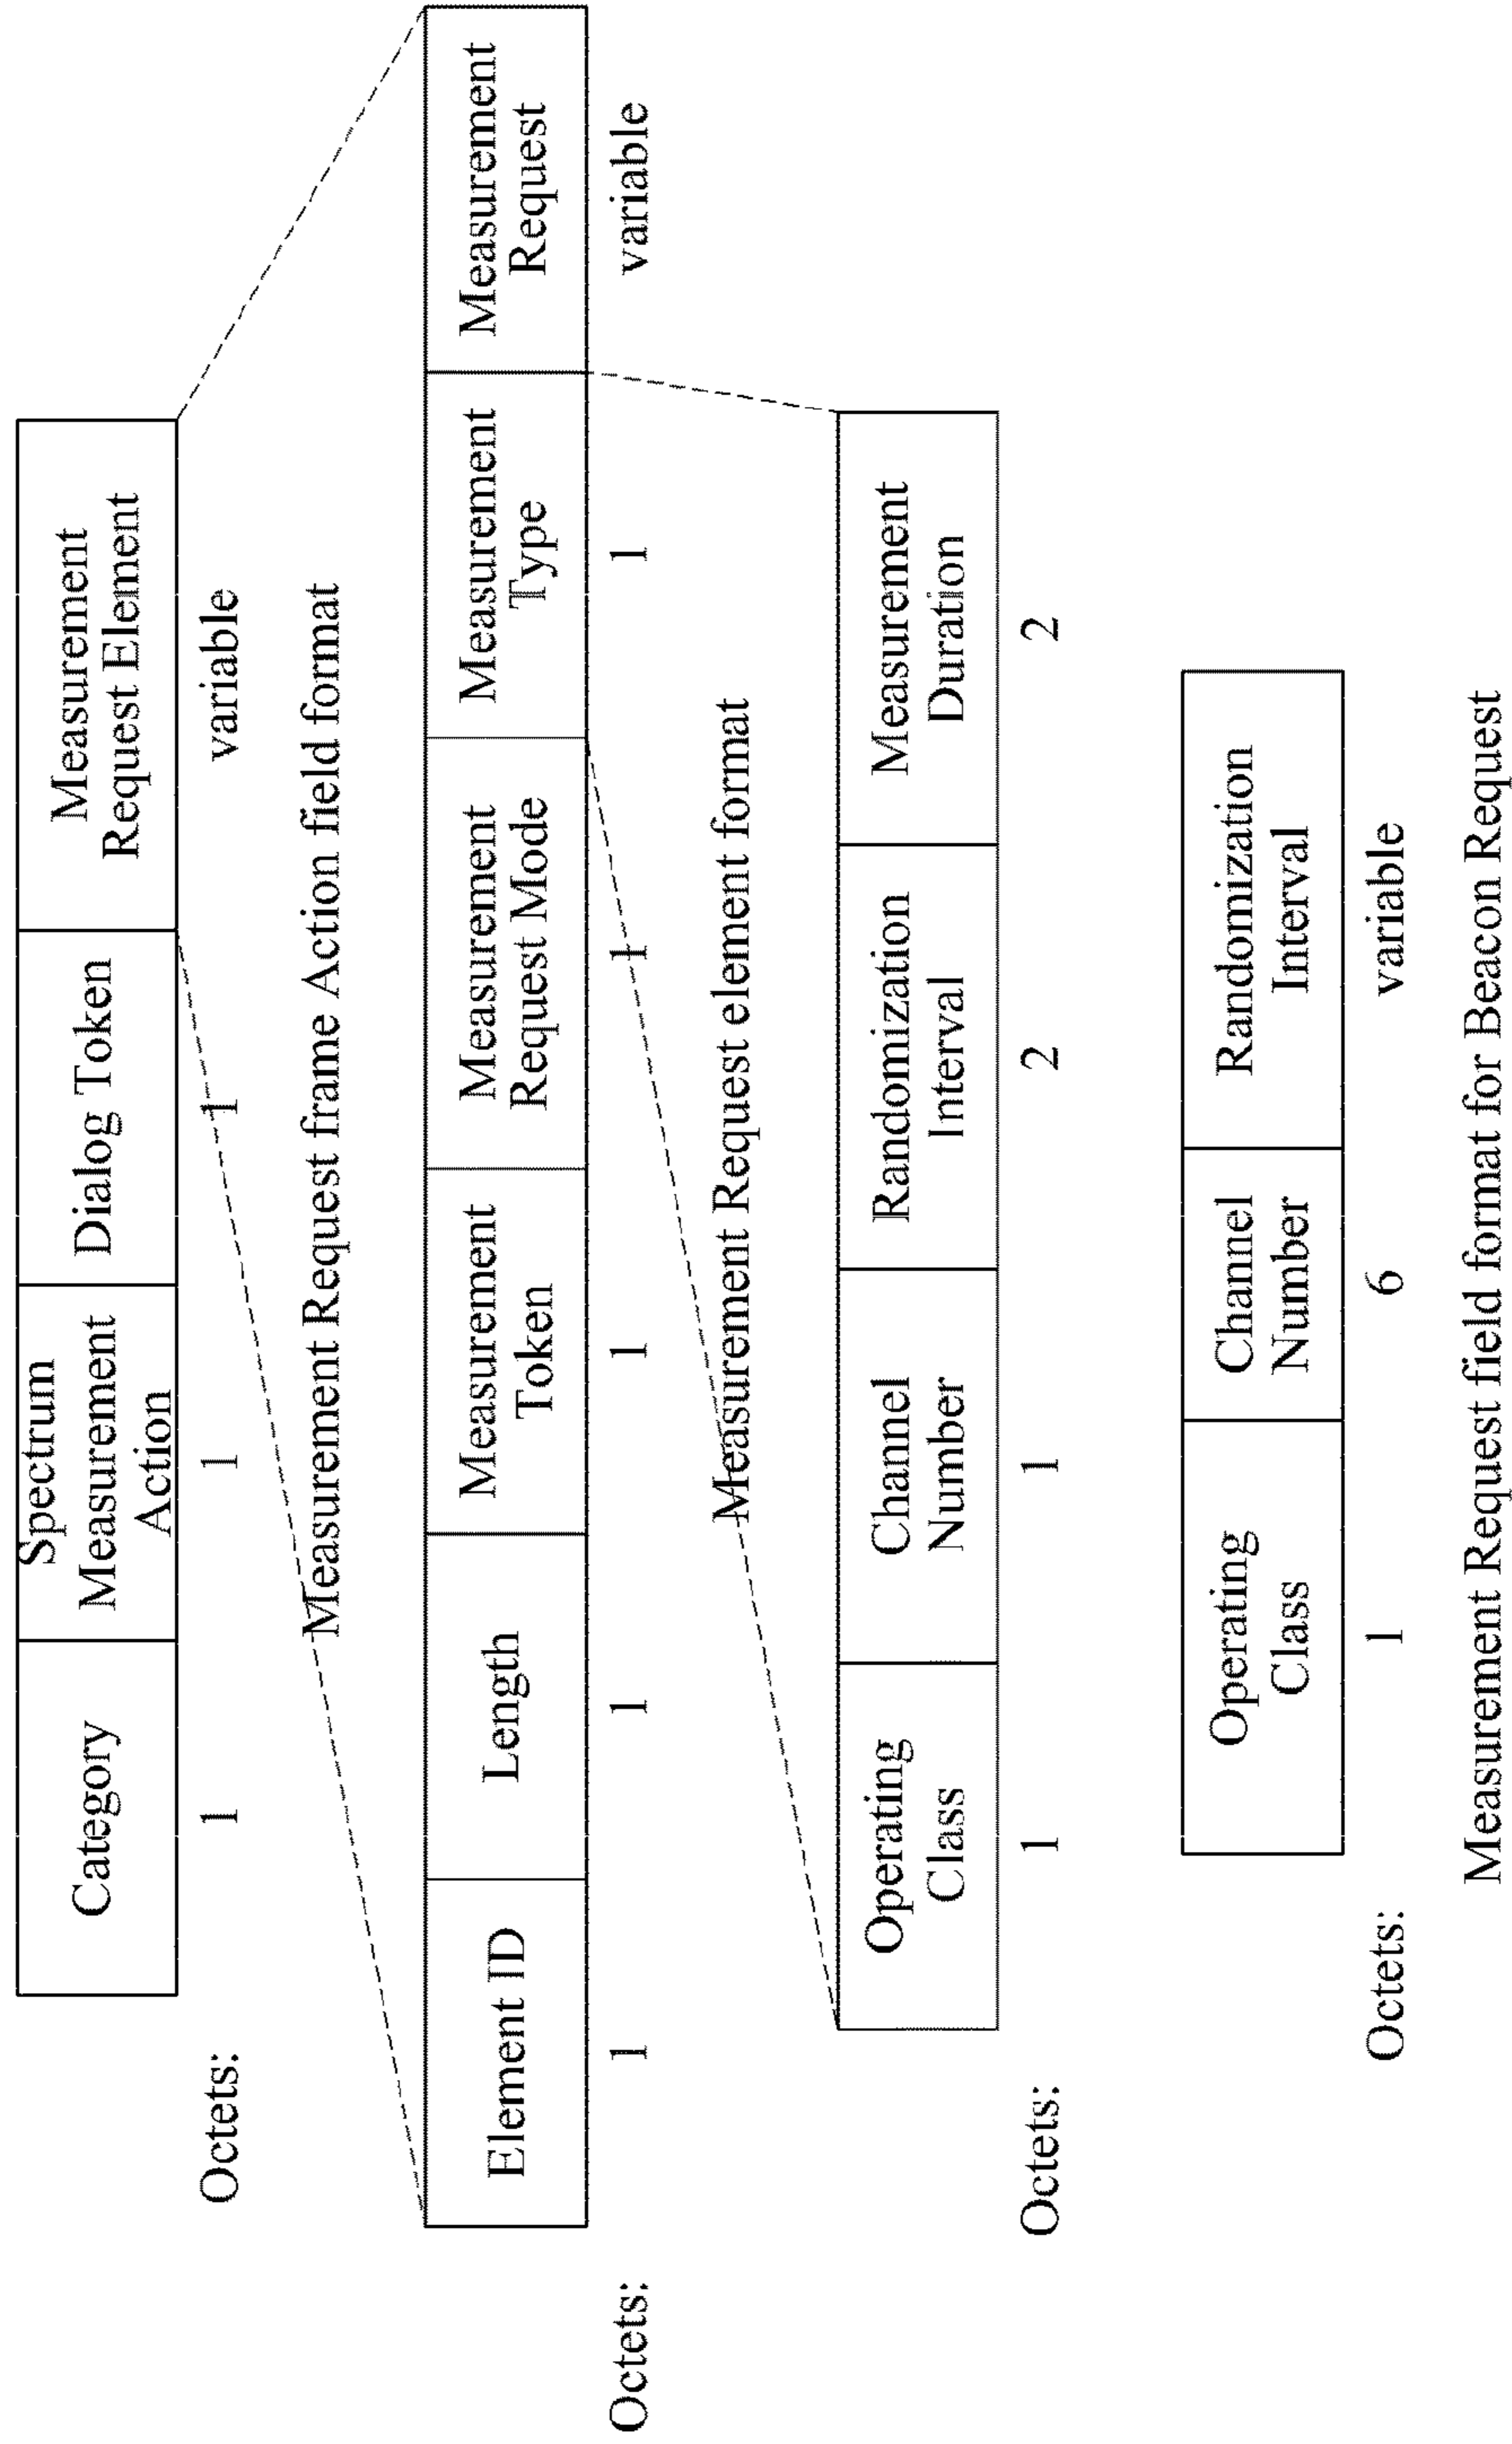 Category
Spectrum
Measurement
Action
Dialog Token
Measurement
Request Element
Octets:
1
1
1
variable
Measurement Request frame Action field format
Element ID
Length
Measurement
Token
Measurement
Request Mode
Measurement
Type
Measurement
Request
Octets:
1
1
1
1
1
variable
Measurement Request element format
Operating
Class
Channel
Number
Randomization
Interval
Measurement
Duration
Octets:
1
1
2
2
Operating
Class
Channel
Number
Randomization
Interval
Octets:
1
6
variable
Measurement Request field format for Beacon Request